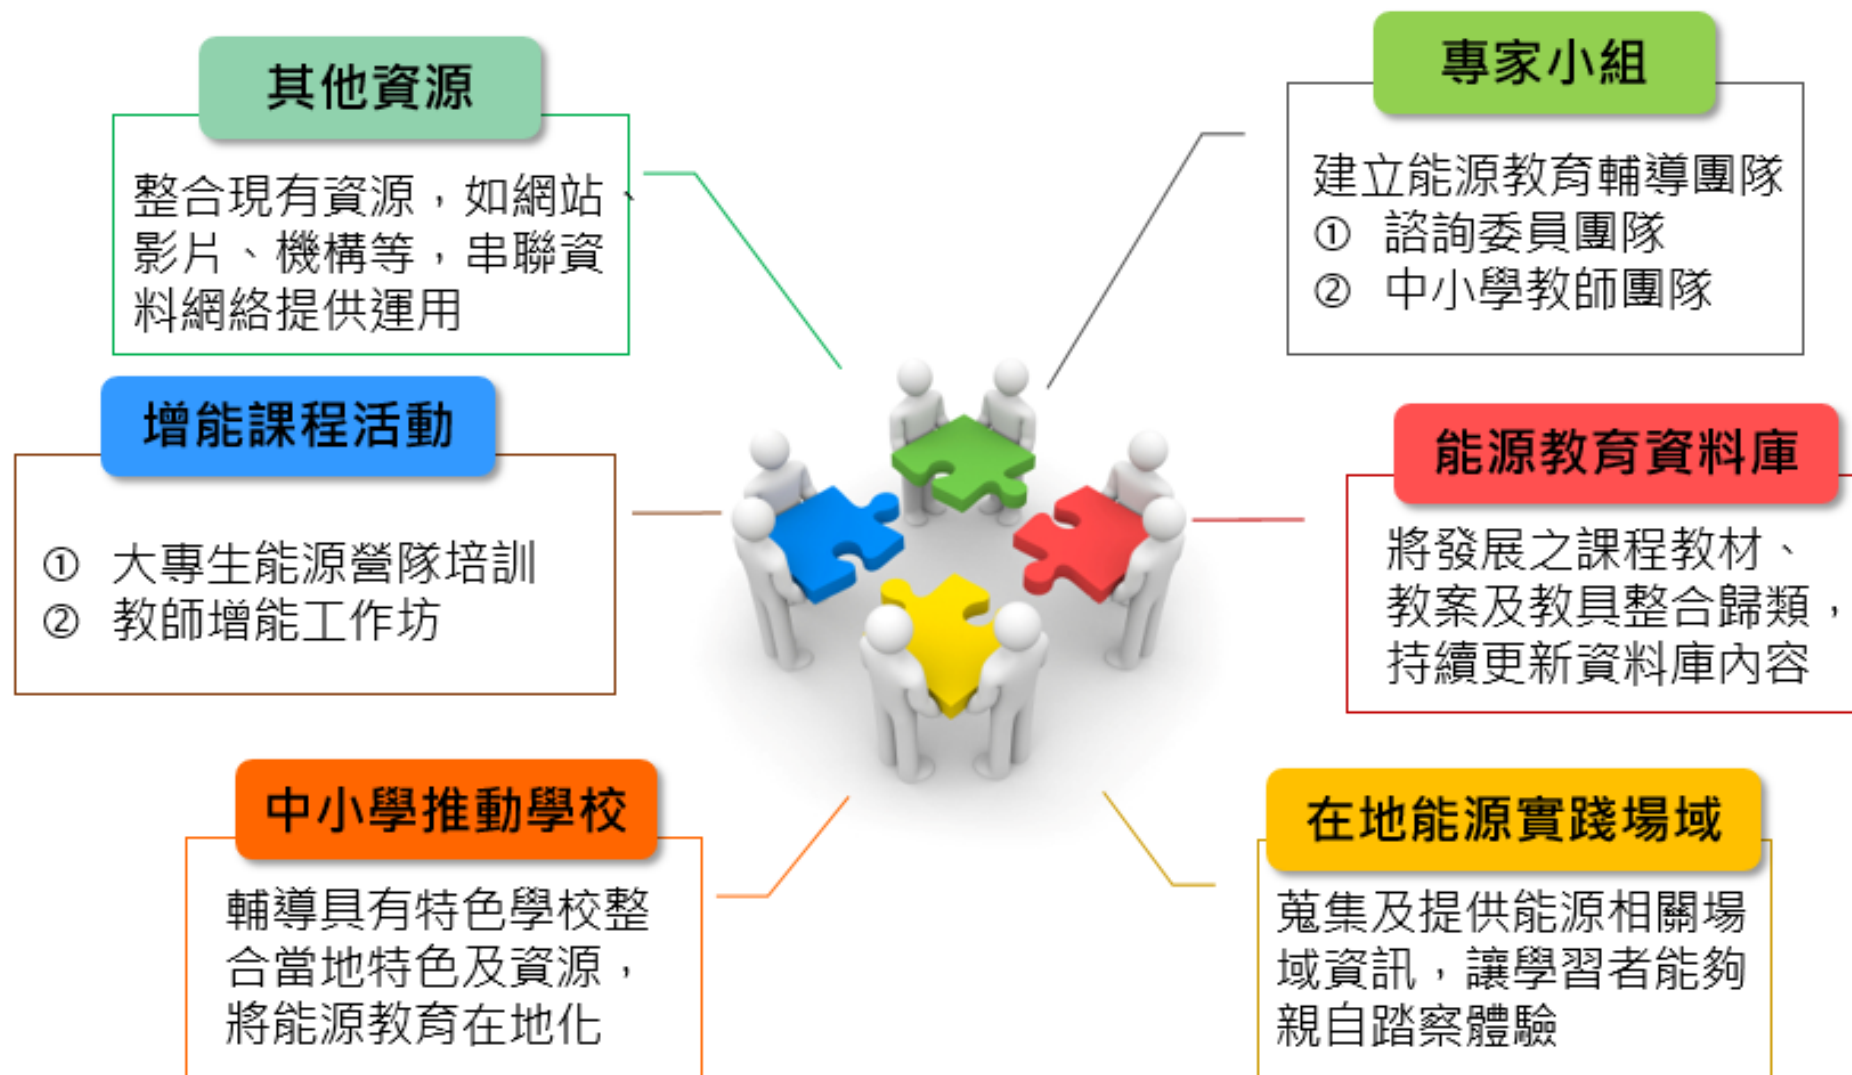 其他資源
整合現有資源，如網站、
影片、機構等，串聯資
料網絡提供運用
專家小組
建立能源教育輔導團隊
① 諮詢委員團隊
② 中小學教師團隊
增能課程活動
① 大專生能源營隊培訓
② 教師增能工作坊
能源教育資料庫
將發展之課程教材、
教案及教具整合歸類，
持續更新資料庫內容
中小學推動學校
輔導具有特色學校整
合當地特色及資源，
將能源教育在地化
在地能源實踐場域
蒐集及提供能源相關場
域資訊，讓學習者能夠
親自踏察體驗